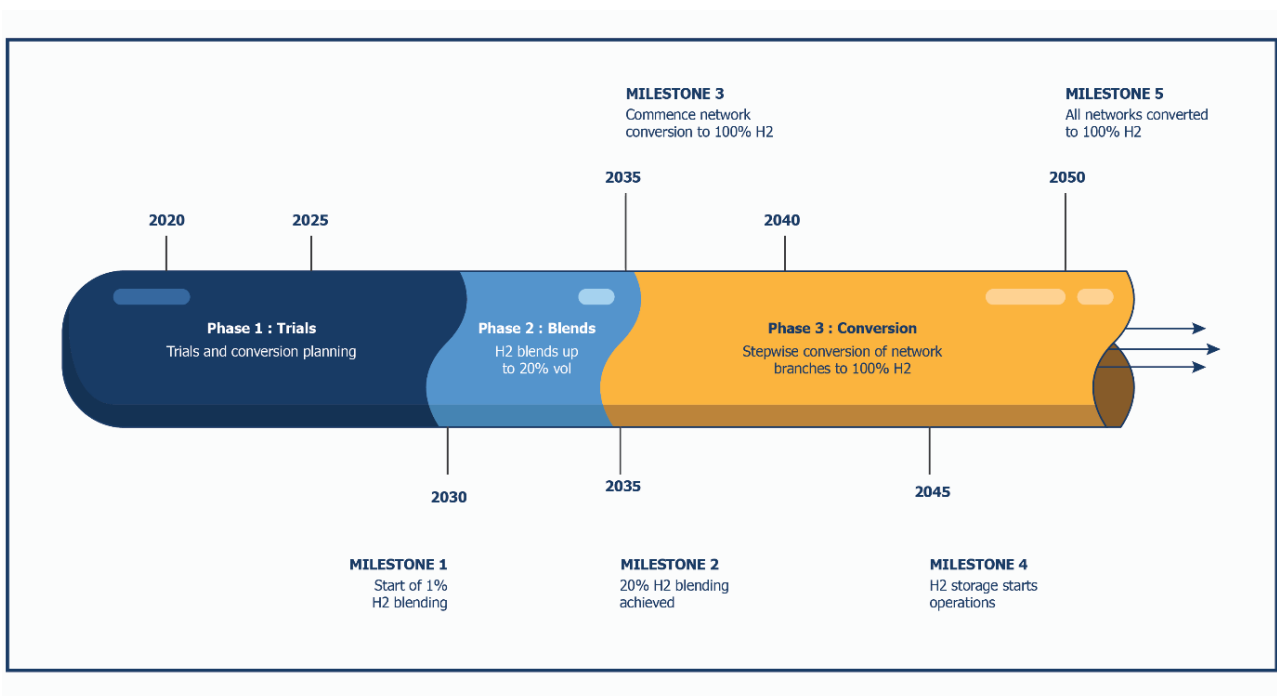 MILESTONE 3
Commence network
conversion to 100% H2
MILESTONE 5
All networks converted
to 100% H2
2020
2025
2035
2040
2050
Phase 1 : Trials
Trials and conversion planning
Phase 2 : Blends
H2 blends up
to 20% vol
Phase 3 : Conversion
Stepwise conversion of network
branches to 100% H2
2030
2035
2045
MILESTONE 1
Start of 1%
H2 blending
MILESTONE 2
20% H2 blending
achieved
MILESTONE 4
H2 storage starts
operations